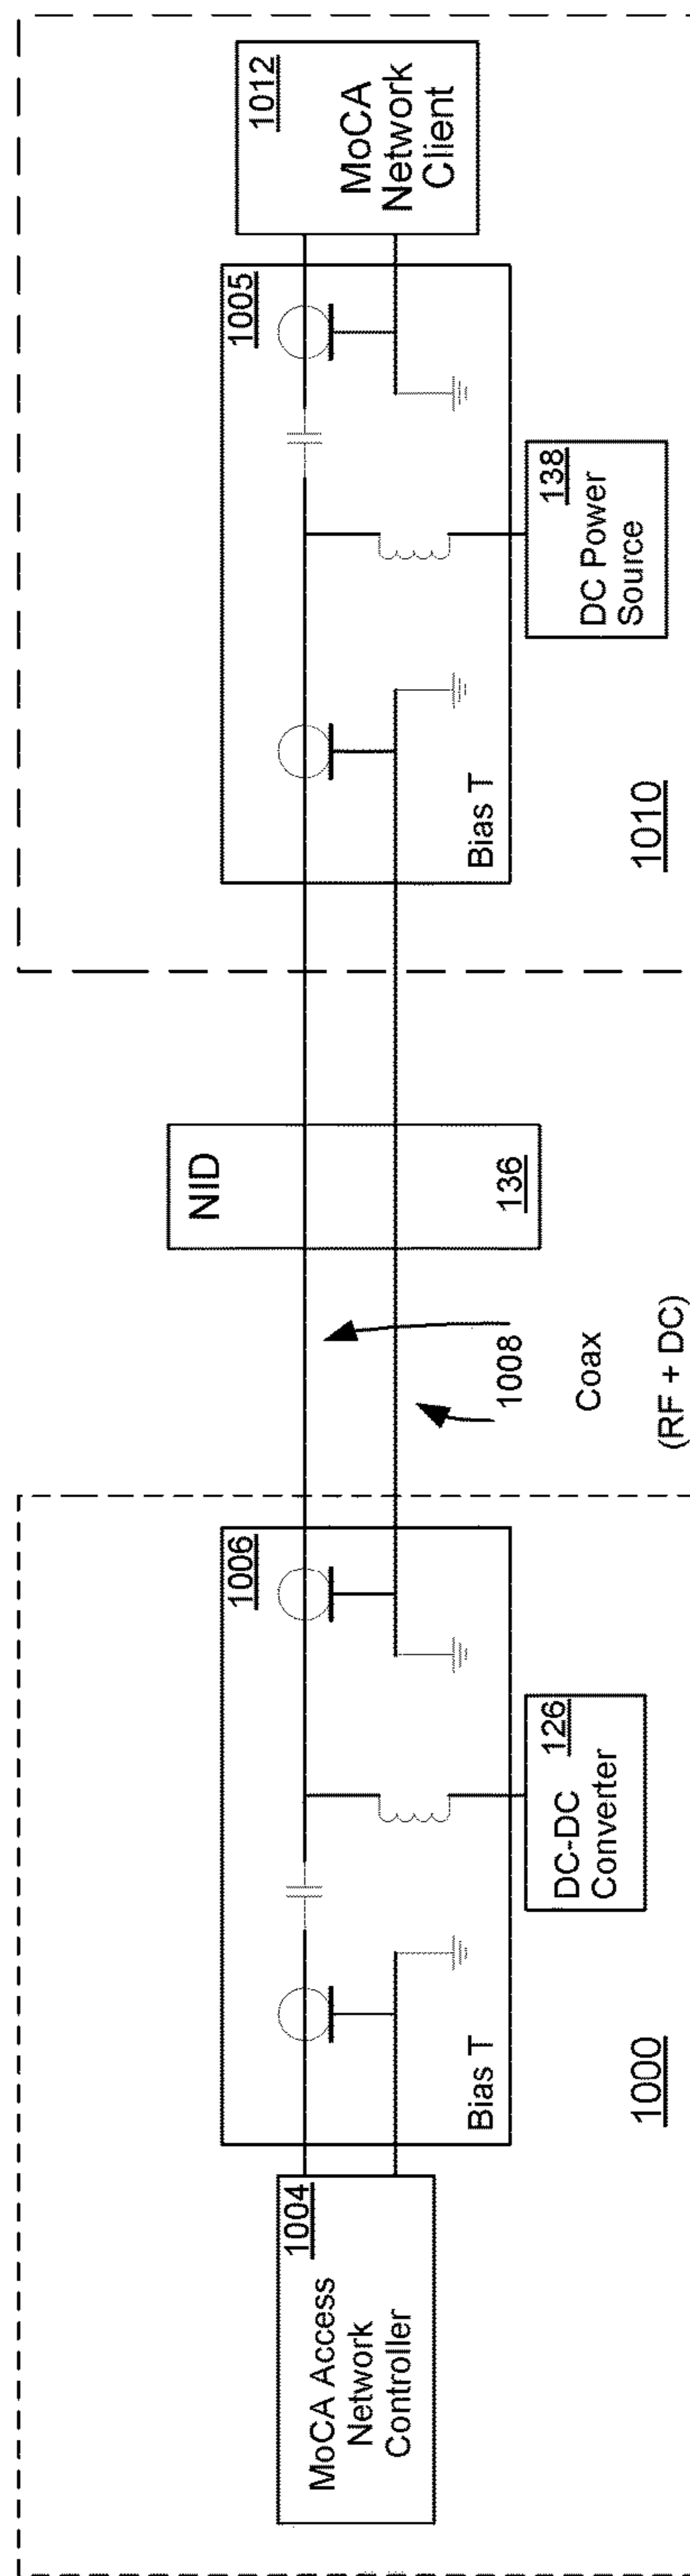 1004
MoCA Access
Network
Controller
1006
Bias T
126
DC-DC
Converter
1000
1008
Coax
(RF + DC)
NID
136
1005
Bias T
138
DC Power
Source
1010
1012
MoCA
Network
Client